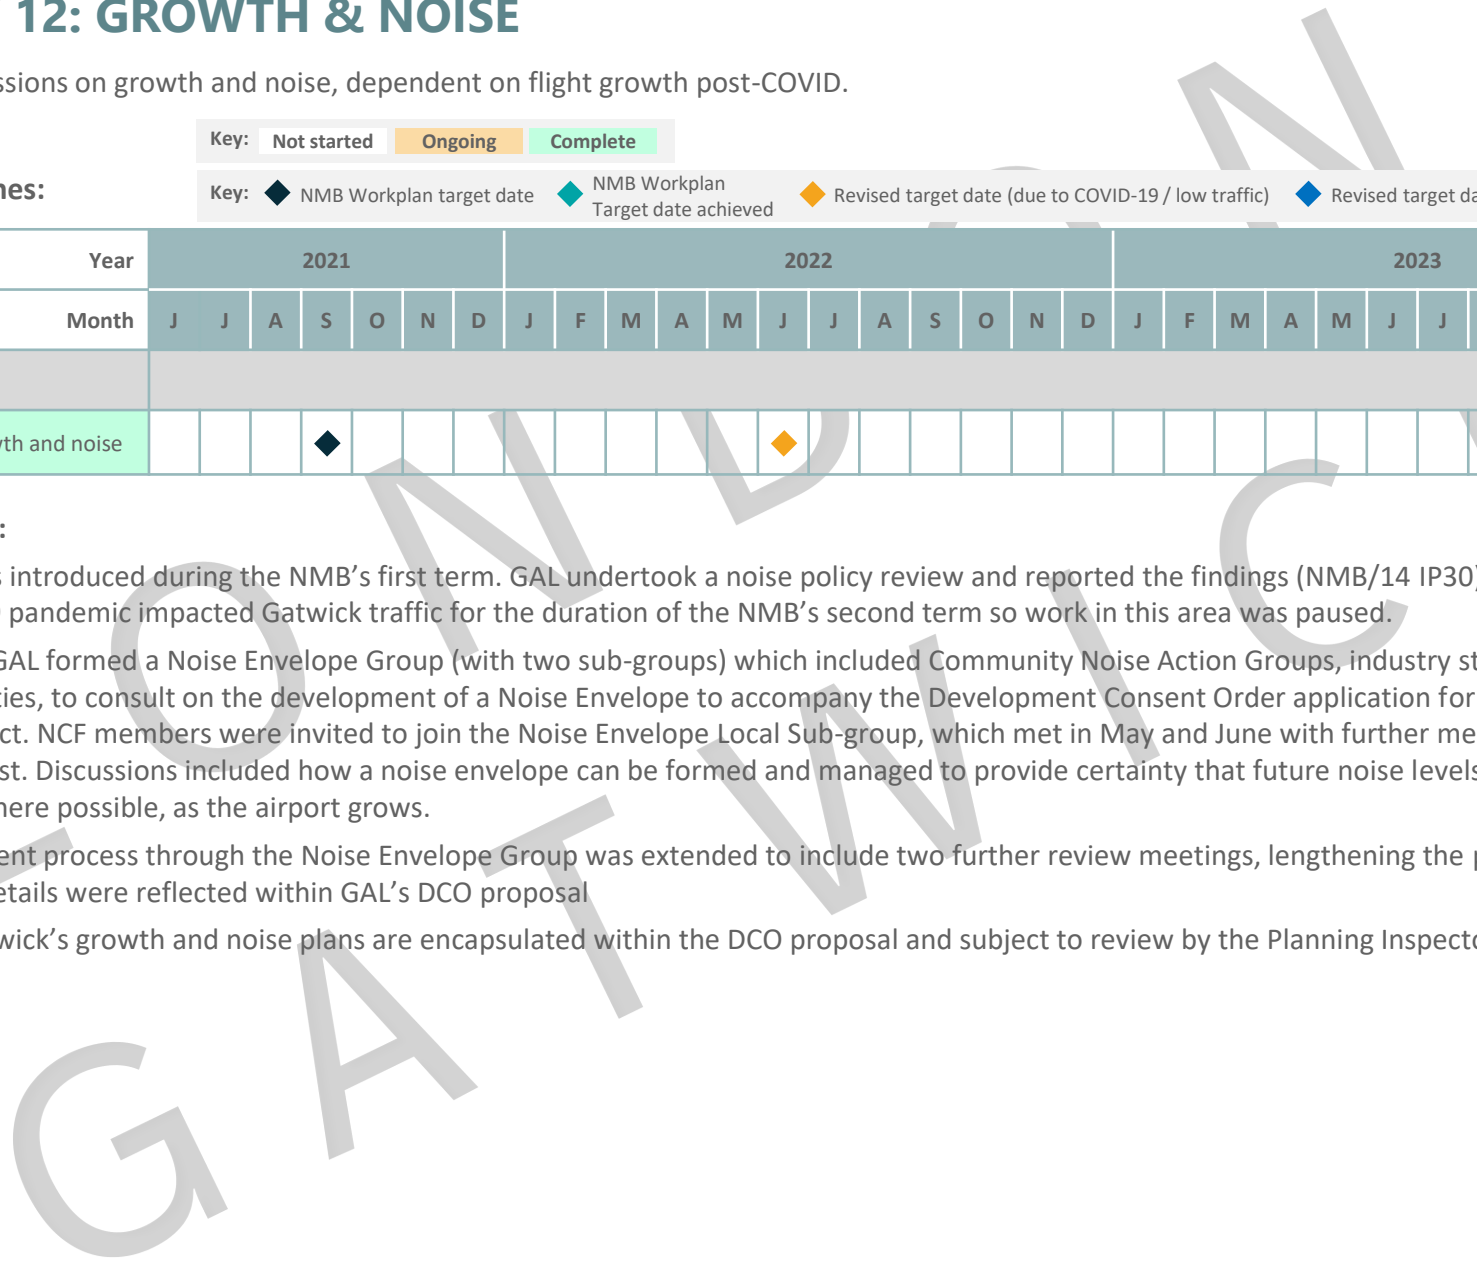 12: GROWTH & NOISE
ssions on growth and noise, dependent on flight growth post-COVID.
Key: Not started Ongoing Complete
nes:
Key: NMB Workplan target date NMB Workplan Target date achieved Revised target date (due to COVID-19 / low traffic) Revised target da
Year 2021 2022 2023
Month J J A S O N D J F M A M J J A S O N D J F M A M J J
th and noise
:
s introduced during the NMB's first term. GAL undertook a noise policy review and reported the findings (NMB/14 IP30)
pandemic impacted Gatwick traffic for the duration of the NMB's second term so work in this area was paused.
GAL formed a Noise Envelope Group (with two sub-groups) which included Community Noise Action Groups, industry st
ties, to consult on the development of a Noise Envelope to accompany the Development Consent Order application for
ct. NCF members were invited to join the Noise Envelope Local Sub-group, which met in May and June with further me
st. Discussions included how a noise envelope can be formed and managed to provide certainty that future noise levels
here possible, as the airport grows.
ent process through the Noise Envelope Group was extended to include two further review meetings, lengthening the p
etails were reflected within GAL's DCO proposal
wick's growth and noise plans are encapsulated within the DCO proposal and subject to review by the Planning Inspecto
LONDON
GATWIC